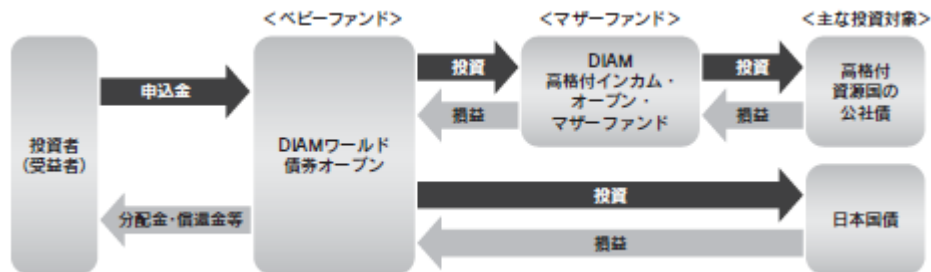 <ベビーファンド>
<マザーファンド>
<主な投資対象>
投資者
(受益者)
申込金
分配金・償還金等
DIAMワールド
債券オープン
投資
損益
DIAM
高格付インカム・
オープン・
マザーファンド
投資
損益
高格付
資源国の
公社債
投資
損益
日本国債